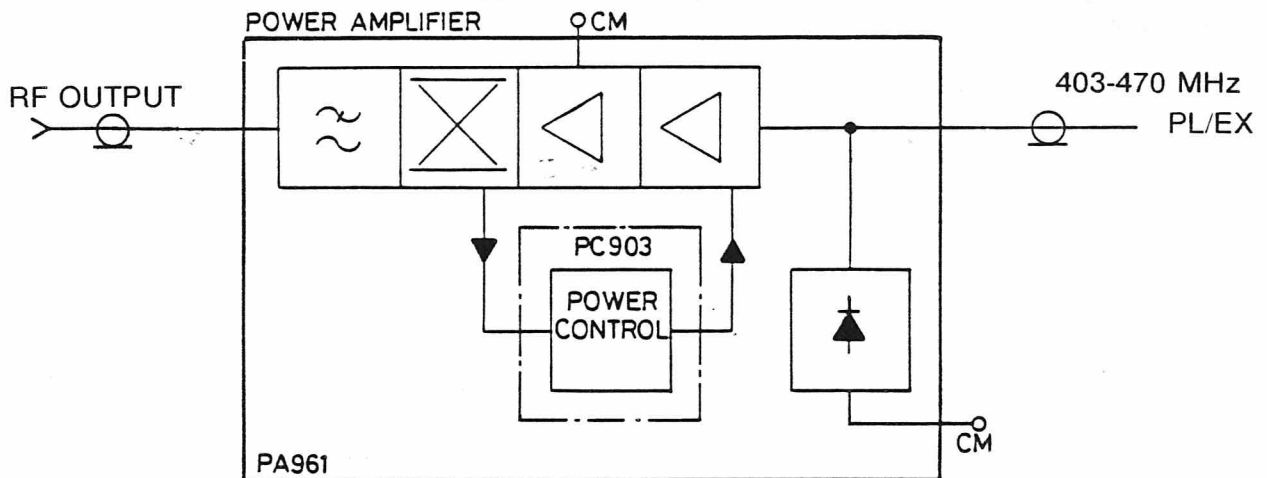 POWER AMPLIFIER
CM
RF OUTPUT
403-470 MHz
PL/EX
PC903
POWER
CONTROL
CM
PA961